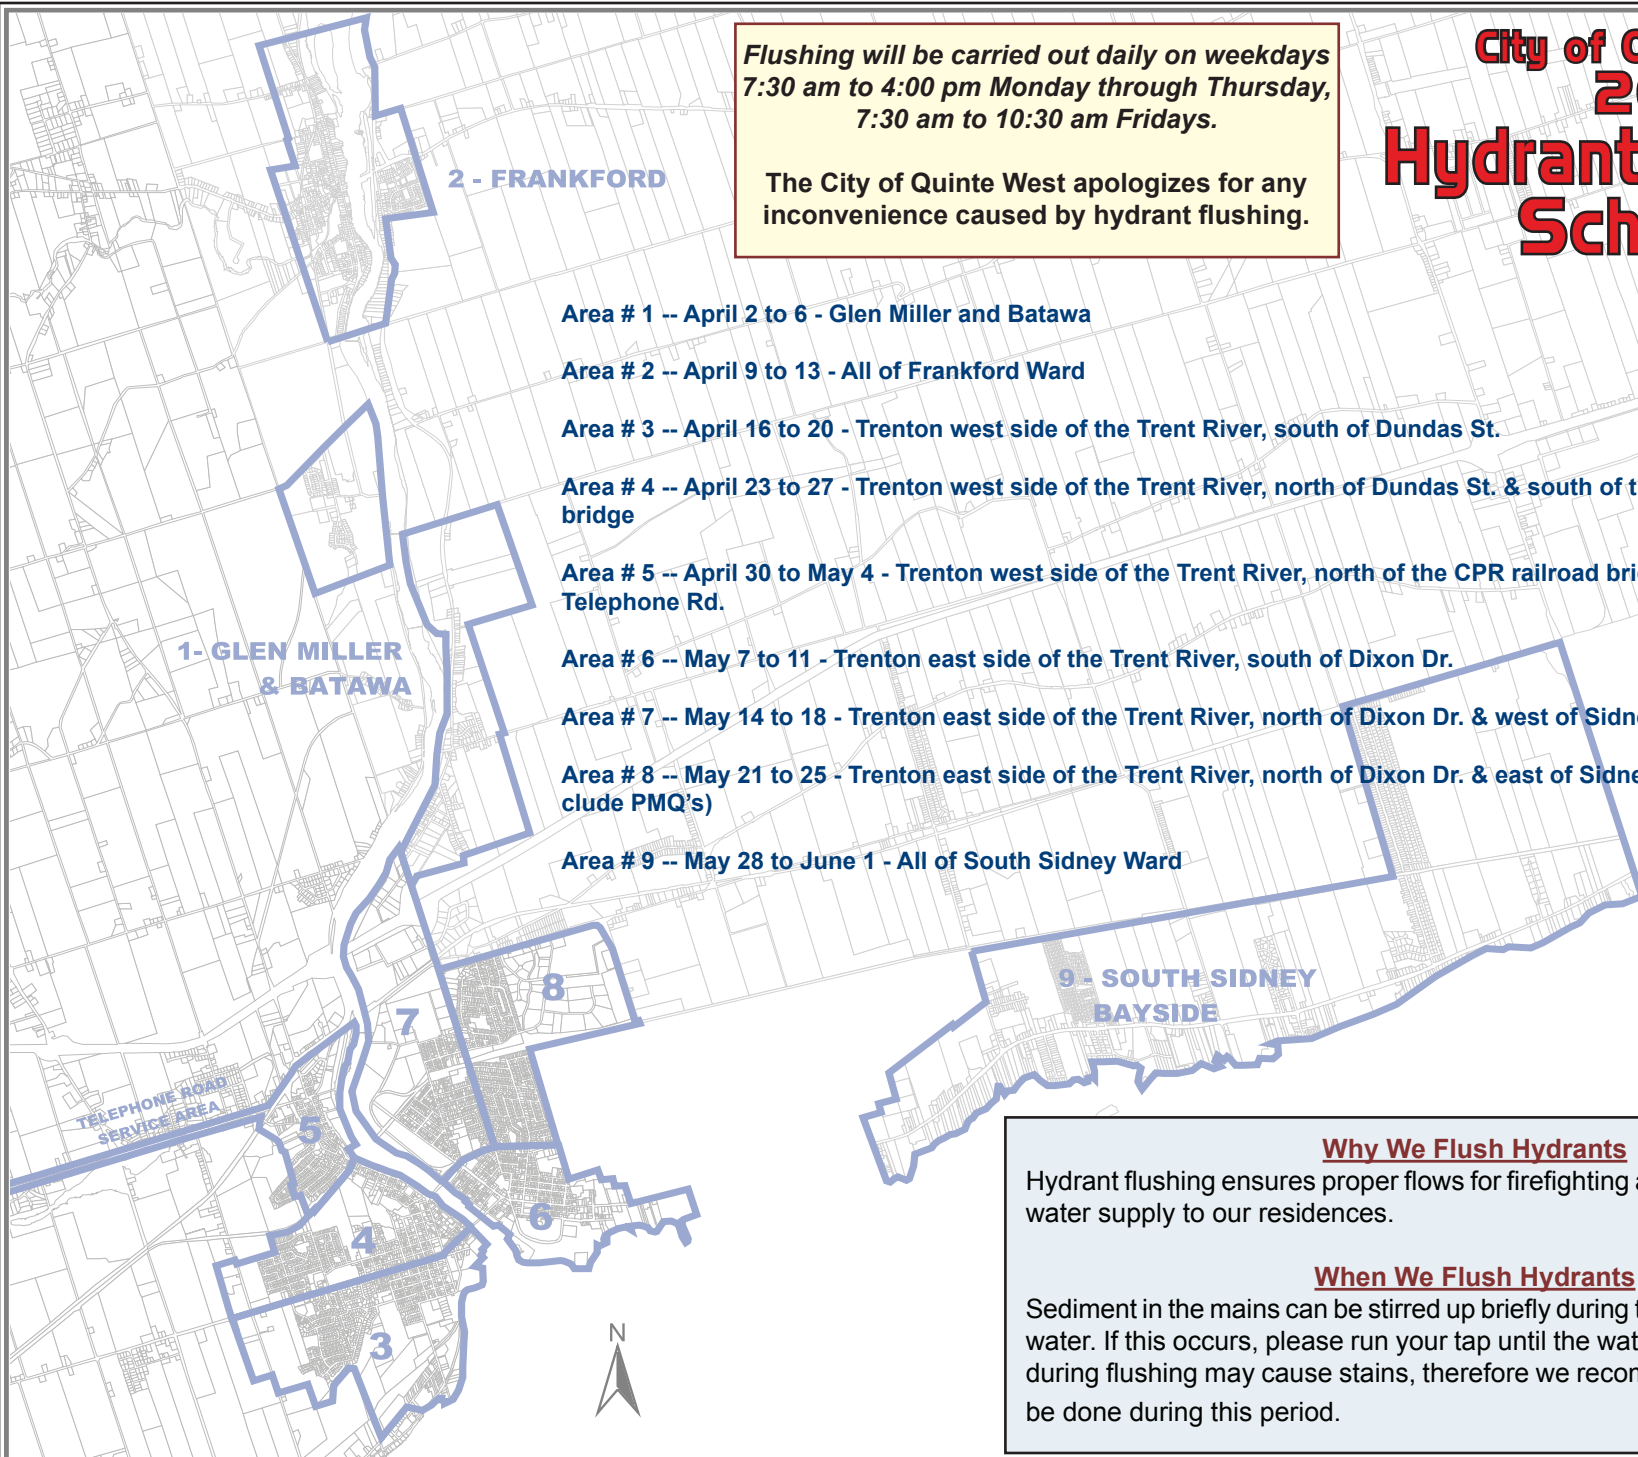 Flushing will be carried out daily on weekdays
7:30 am to 4:00 pm Monday through Thursday,
7:30 am to 10:30 am Fridays.
The City of Quinte West apologizes for any
inconvenience caused by hydrant flushing.
City of
Hydrant
2 - FRANKFORD
Area # 1 -- April 2 to 6 - Glen Miller and Batawa
Area # 2 -- April 9 to 13 - All of Frankford Ward
Area # 3 -- April 16 to 20 - Trenton west side of the Trent River, south of Dundas St.
Area # 4 -- April 23 to 27 - Trenton west side of the Trent River, north of Dundas St. & south of
bridge
Area # 5 -- April 30 to May 4 - Trenton west side of the Trent River, north of the CPR railroad
Telephone Rd.
Area # 6 -- May 7 to 11 - Trenton east side of the Trent River, south of Dixon Dr.
Area # 7 -- May 14 to 18 - Trenton east side of the Trent River, north of Dixon Dr. & west of
Area # 8 -- May 21 to 25 - Trenton east side of the Trent River, north of Dixon Dr. & east of
clude PMQ's)
Area # 9 -- May 28 to June 1 - All of South Sidney Ward
1- GLEN MILLER
& BATAWA
8
7
9 - SOUTH SIDNEY
BAYSIDE
TELEPHONE ROAD
SERVICE AREA
5
6
4
3
N
Why We Flush Hydrants
Hydrant flushing ensures proper flows for firefighting
water supply to our residences.
When We Flush Hydrants
Sediment in the mains can be stirred up briefly during
water. If this occurs, please run your tap until the
during flushing may cause stains, therefore we
be done during this period.